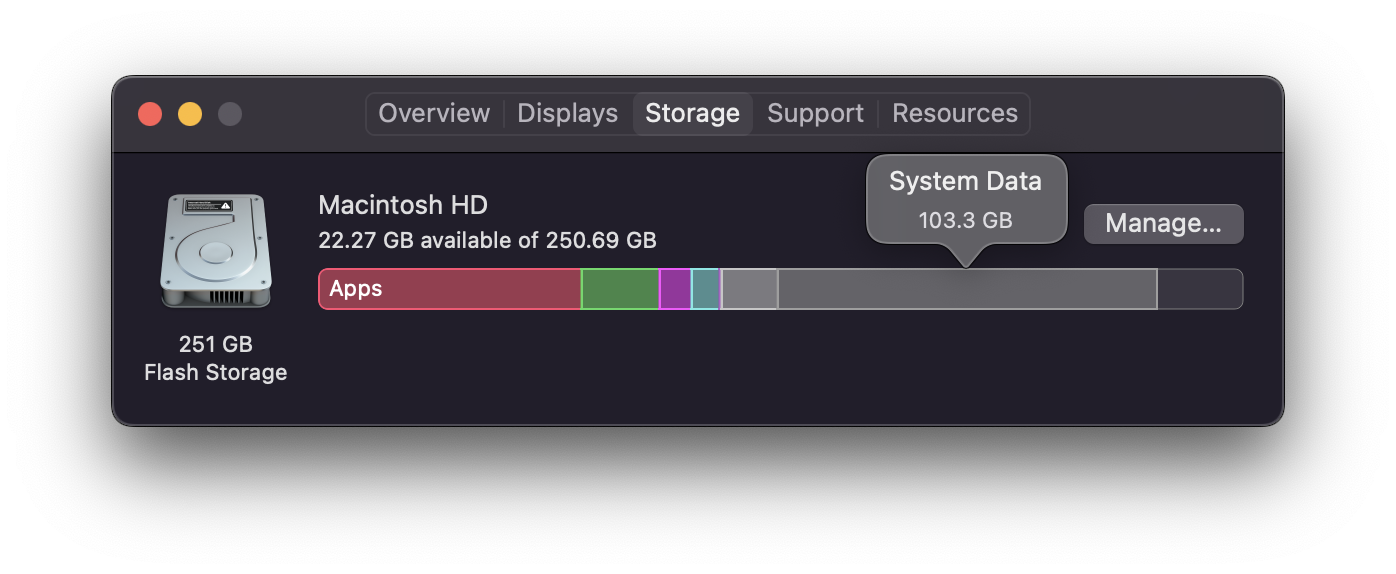 Overview Displays Storage Support Resources
System Data
103.3 GB
Macintosh HD
22.27 GB available of 250.69 GB
Manage...
Apps
251 GB
Flash Storage